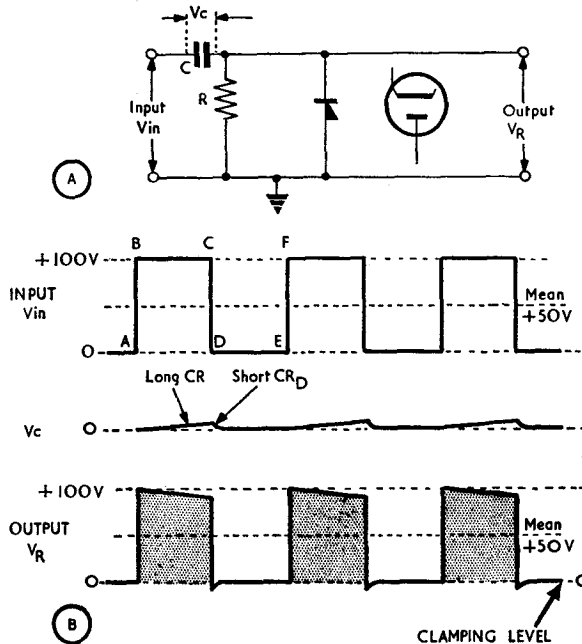 Vc
C
R
Input
Vin
Output
VR
A
B C F
+100V
INPUT
Vin
Mean
+50V
0 A D E
Long CR Short CRD
Vc 0
+100V
OUTPUT
VR
Mean
+50V
0 0
B
CLAMPING LEVEL